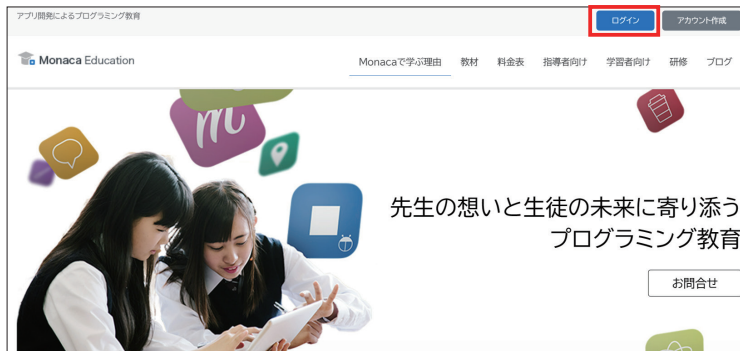 アプリ開発によるプログラミング教育
ログイン
アカウント作成
Monaca Education
Monacaで学ぶ理由
教材
料金表
指導者向け
学習者向け
研修
ブログ
m
先生の想いと生徒の未来に寄り添う
プログラミング教育
お問合せ